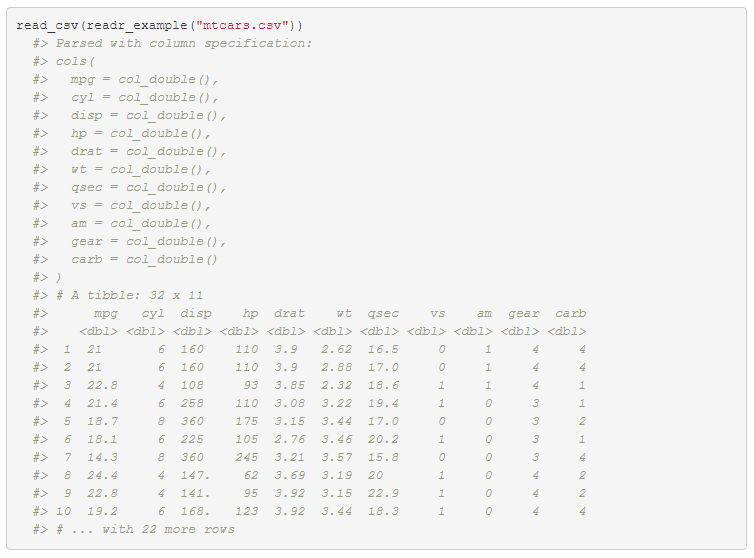 read_csv(readr_example("mtcars.csv"))
#> Parsed with column specification:
#> cols(
#>   mpg = col_double(),
#>   cyl = col_double(),
#>   disp = col_double(),
#>   hp = col_double(),
#>   drat = col_double(),
#>   wt = col_double(),
#>   qsec = col_double(),
#>   vs = col_double(),
#>   am = col_double(),
#>   gear = col_double(),
#>   carb = col_double()
#> )
#> # A tibble: 32 x 11
#>      mpg   cyl  disp    hp  drat    wt  qsec    vs    am  gear  carb
#>    <dbl> <dbl> <dbl> <dbl> <dbl> <dbl> <dbl> <dbl> <dbl> <dbl> <dbl>
#>  1  21       6  160    110  3.9   2.62  16.5     0     1     4     4
#>  2  21       6  160    110  3.9   2.88  17.0     0     1     4     4
#>  3  22.8     4  108     93  3.85  2.32  18.6     1     1     4     1
#>  4  21.4     6  258    110  3.08  3.22  19.4     1     0     3     1
#>  5  18.7     8  360    175  3.15  3.44  17.0     0     0     3     2
#>  6  18.1     6  225    105  2.76  3.46  20.2     1     0     3     1
#>  7  14.3     8  360    245  3.21  3.57  15.8     0     0     3     4
#>  8  24.4     4  147.    62  3.69  3.19  20       1     0     4     2
#>  9  22.8     4  141.    95  3.92  3.15  22.9     1     0     4     2
#> 10  19.2     6  168.   123  3.92  3.44  18.3     1     0     4     4
#> # ... with 22 more rows